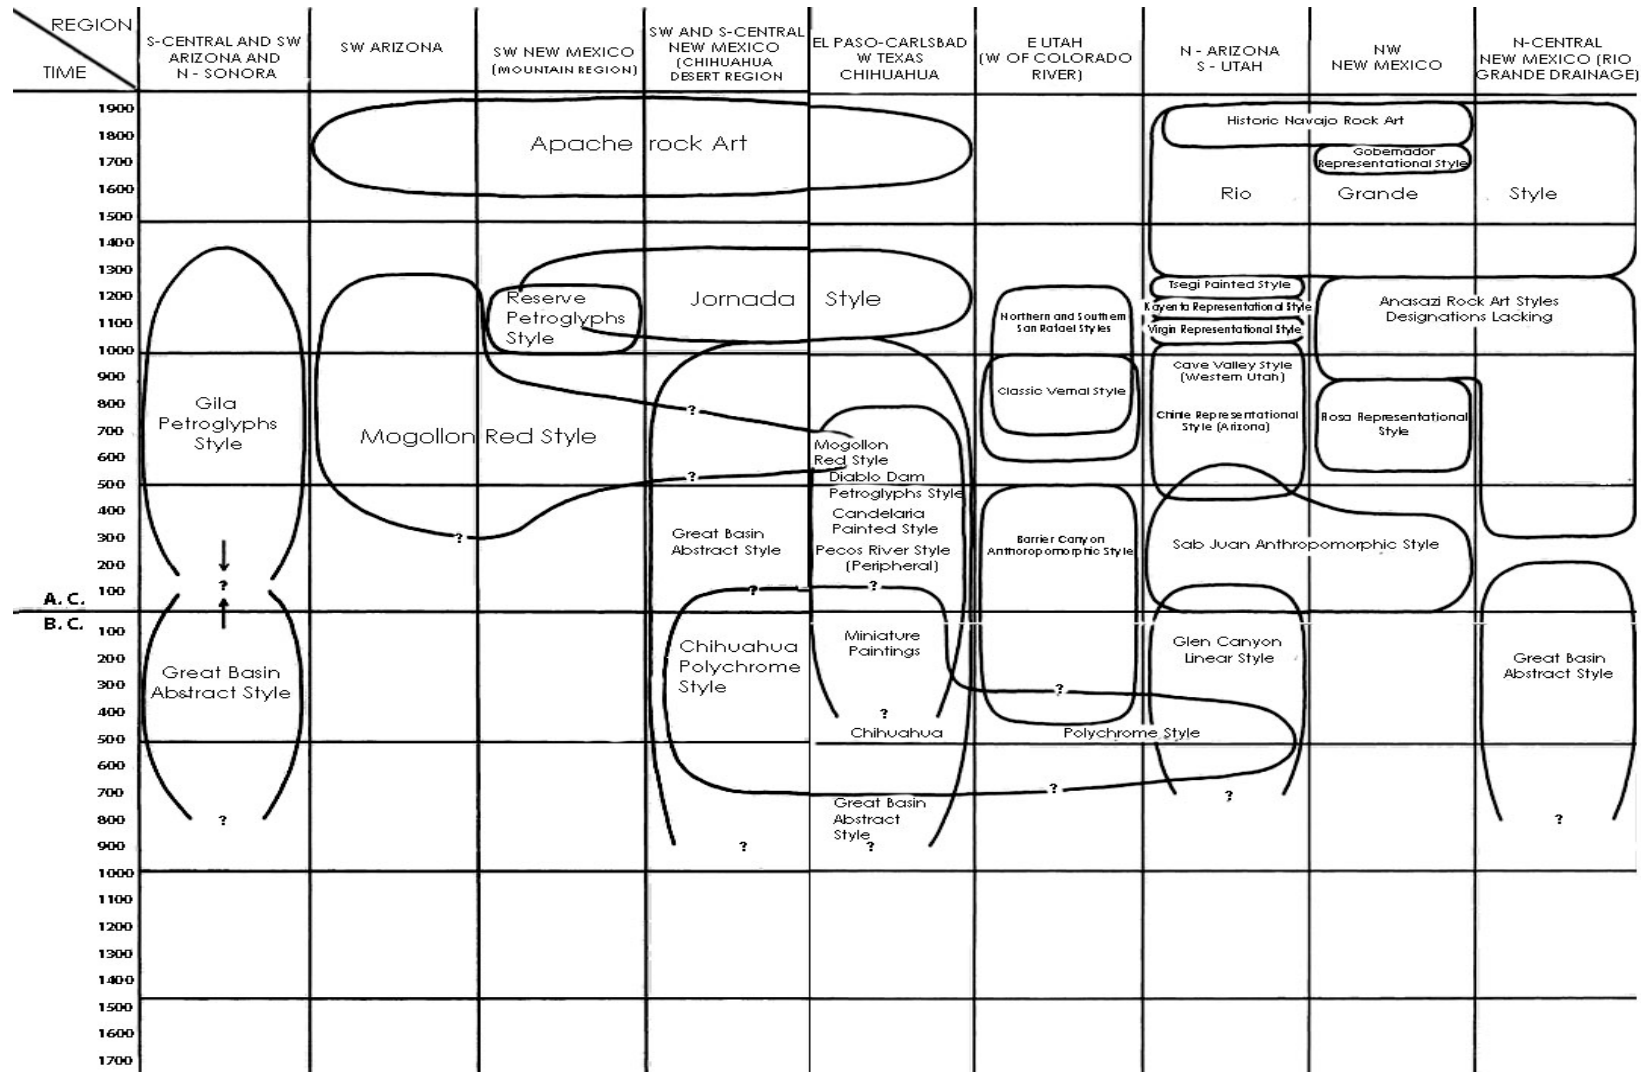 REGION
TIME
S-CENTRAL AND SW
ARIZONA AND
N - SONORA
SW ARIZONA
SW NEW MEXICO
(MOUNTAIN REGION)
SW AND S-CENTRAL
NEW MEXICO
(CHIHUAHUA
DESERT REGION
EL PASO-CARLSBAD
W TEXAS
CHIHUAHUA
E UTAH
(W OF COLORADO
RIVER)
N - ARIZONA
S - UTAH
NW
NEW MEXICO
N-CENTRAL
NEW MEXICO (RIO
GRANDE DRAINAGE)
1900
1800
1700
1600
1500
1400
1300
1200
1100
1000
900
800
700
600
500
400
300
200
100
A. C.
B. C.
100
200
300
400
500
600
700
800
900
1000
1100
1200
1300
1400
1500
1600
1700
Gila
Petroglyphs
Style
?
Great Basin
Abstract Style
?
Apache rock Art
Mogollon Red Style
?
Reserve
Petroglyphs
Style
Jornada Style
?
?
Great Basin
Abstract Style
?
Chihuahua
Polychrome
Style
?
Mogollon
Red Style
Diablo Dam
Petroglyphs Style
Candelaria
Painted Style
Pecos River Style
(Peripheral)
?
Miniature
Paintings
?
Chihuahua Polychrome Style
Great Basin
Abstract
Style
?
Northern and Southern
San Rafael Styles
Classic Vernal Style
Barrier Canyon
Anthoropomorphic Style
?
?
Historic Navajo Rock Art
Gobernador
Representational Style
Rio Grande Style
Tsegi Painted Style
Kayenta Representational Style
Virgin Representational Style
Cave Valley Style
(Western Utah)
Chinle Representational
Style (Arizona)
Anasazi Rock Art Styles
Designations Lacking
Rosa Representational
Style
Sab Juan Anthropomorphic Style
Glen Canyon
Linear Style
?
Great Basin
Abstract Style
?